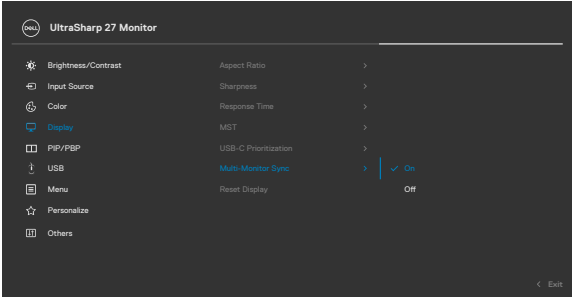 DELL UltraSharp 27 Monitor
Brightness/Contrast Aspect Ratio >
Input Source Sharpness >
Color Response Time >
Display MST >
PIP/PBP USB-C Prioritization >
USB Multi-Monitor Sync > ✓ On
Menu Reset Display Off
Personalize
Others
< Exit